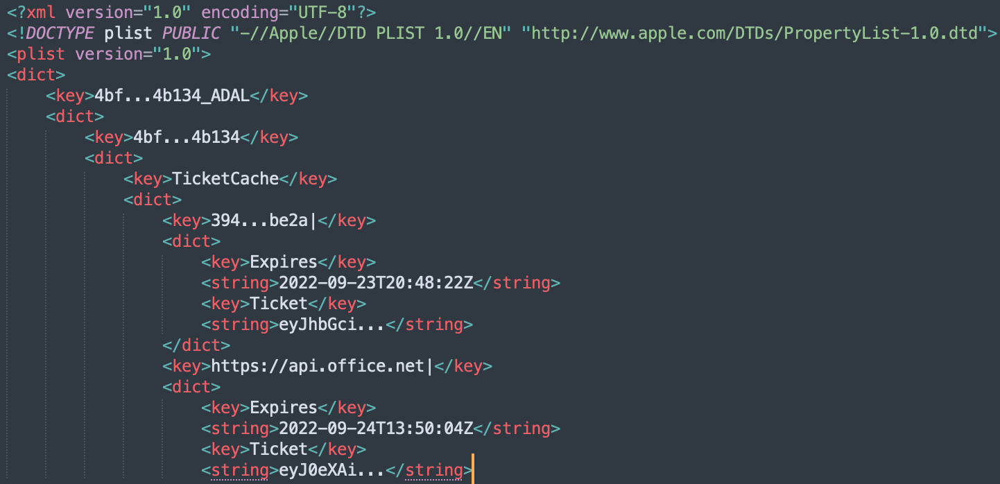 <?xml version="1.0" encoding="UTF-8"?>
<!DOCTYPE plist PUBLIC "-//Apple//DTD PLIST 1.0//EN" "http://www.apple.com/DTDs/PropertyList-1.0.dtd">
<plist version="1.0">
<dict>
    <key>4bf...4b134_ADAL</key>
    <dict>
        <key>4bf...4b134</key>
        <dict>
            <key>TicketCache</key>
            <dict>
                <key>394...be2a|</key>
                <dict>
                    <key>Expires</key>
                    <string>2022-09-23T20:48:22Z</string>
                    <key>Ticket</key>
                    <string>eyJhbGci...</string>
                </dict>
                <key>https://api.office.net|</key>
                <dict>
                    <key>Expires</key>
                    <string>2022-09-24T13:50:04Z</string>
                    <key>Ticket</key>
                    <string>eyJ0eXAi...</string>